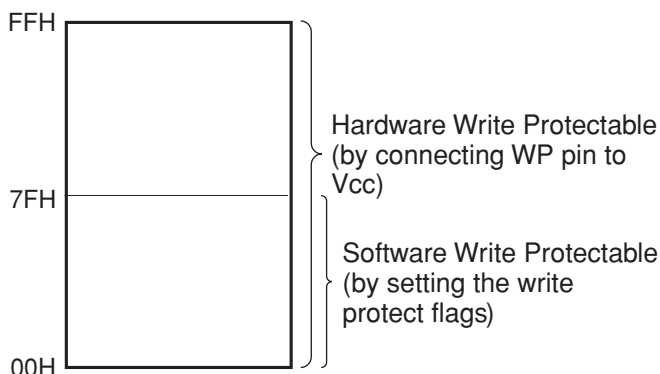 FFH
Hardware Write Protectable
(by connecting WP pin to
Vcc)
7FH
Software Write Protectable
(by setting the write
protect flags)
00H